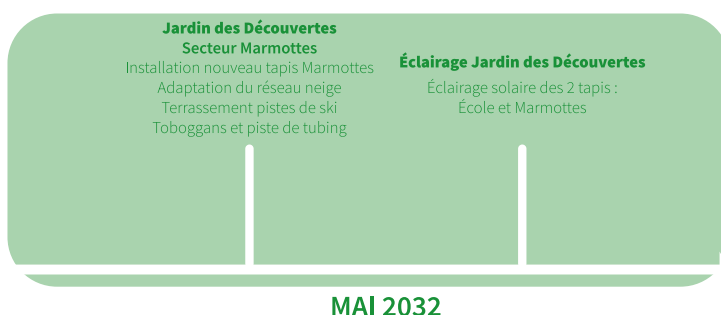 Jardin des Découvertes
Secteur Marmottes
Installation nouveau tapis Marmottes
Adaptation du réseau neige
Terrassement pistes de ski
Toboggans et piste de tubing
Éclairage Jardin des Découvertes
Éclairage solaire des 2 tapis :
École et Marmottes
MAI 2032